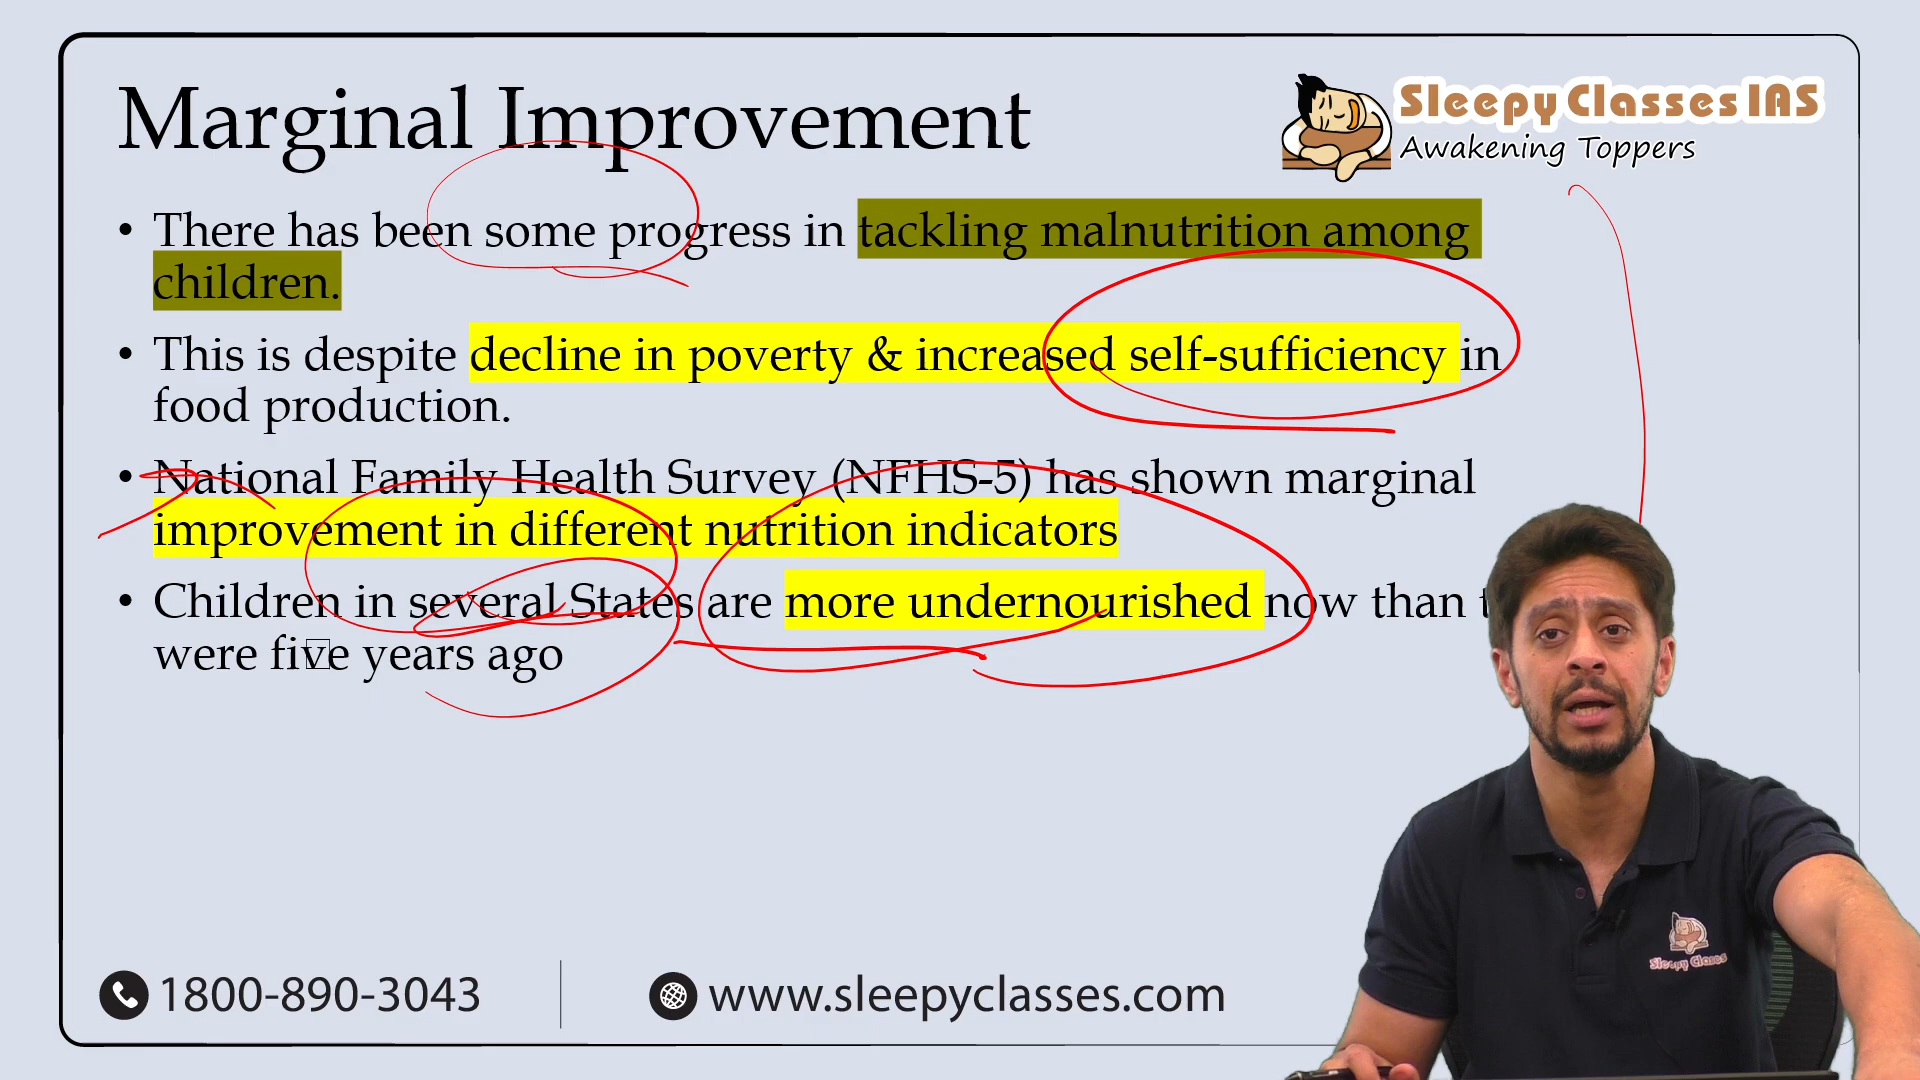 Marginal Improvement
Sleepy Classes IAS
Awakening Toppers
• There has been some progress in tackling malnutrition among
children.
• This is despite decline in poverty & increased self-sufficiency in
food production.
• National Family Health Survey (NFHS-5) has shown marginal
improvement in different nutrition indicators
• Children in several States are more undernourished now than
were five years ago
Sleepy Classes
1800-890-3043
www.sleepyclasses.com